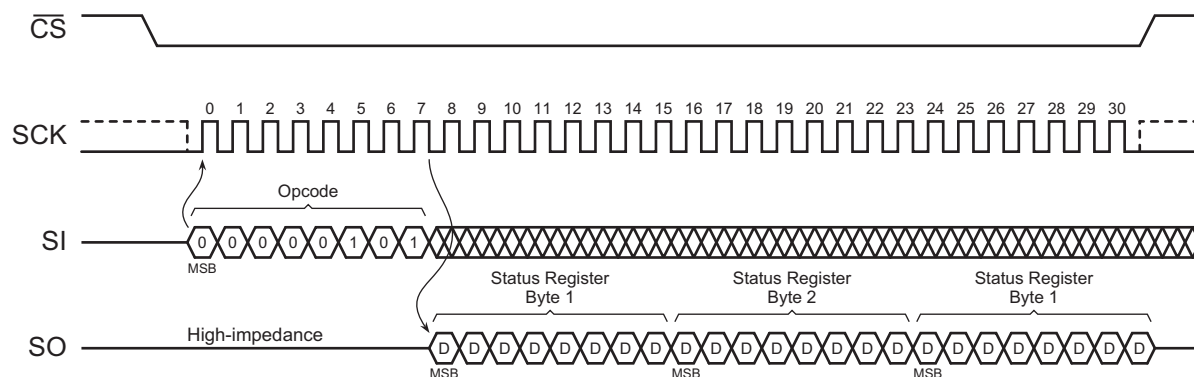 CS
SCK
0 1 2 3 4 5 6 7 8 9 10 11 12 13 14 15 16 17 18 19 20 21 22 23 24 25 26 27 28 29 30
Opcode
SI
0 0 0 0 0 1 0 1
MSB
Status Register
Byte 1
Status Register
Byte 2
Status Register
Byte 1
SO
High-impedance
D D D D D D D D D D D D D D D D D D D D D D D D
MSB
MSB
MSB